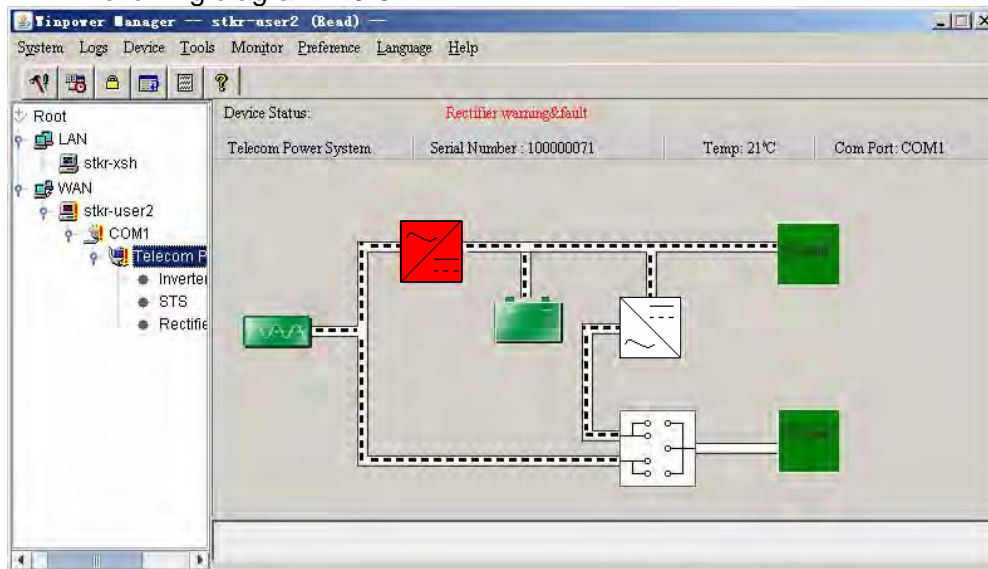 Winpower Manager -- stkr-user2 (Read) --
System Logs Device Tools Monitor Preference Language Help
Root
LAN
stkr-xsh
WAN
stkr-user2
COM1
Telecom P
Inverter
STS
Rectifie
Device Status: Rectifier warning&fault
Telecom Power System Serial Number : 100000071 Temp: 21°C Com Port: COM1